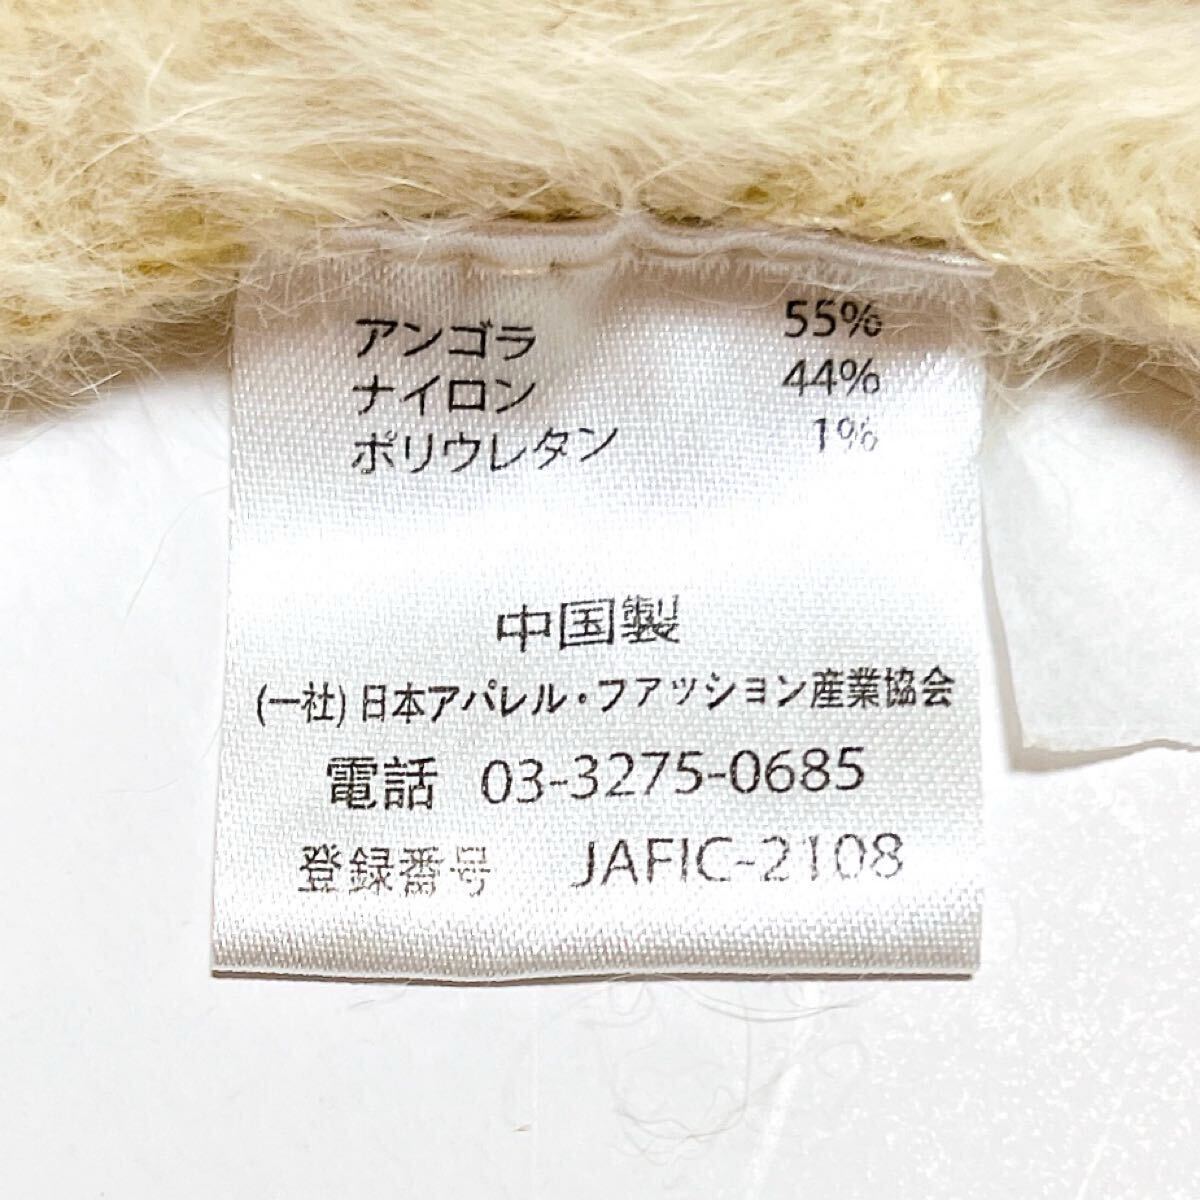 アンゴラ 55%
ナイロン 44%
ポリウレタン 1%
中国製
(一社) 日本アパレル・ファッション産業協会
電話 03-3275-0685
登録番号 JAFIC-2108